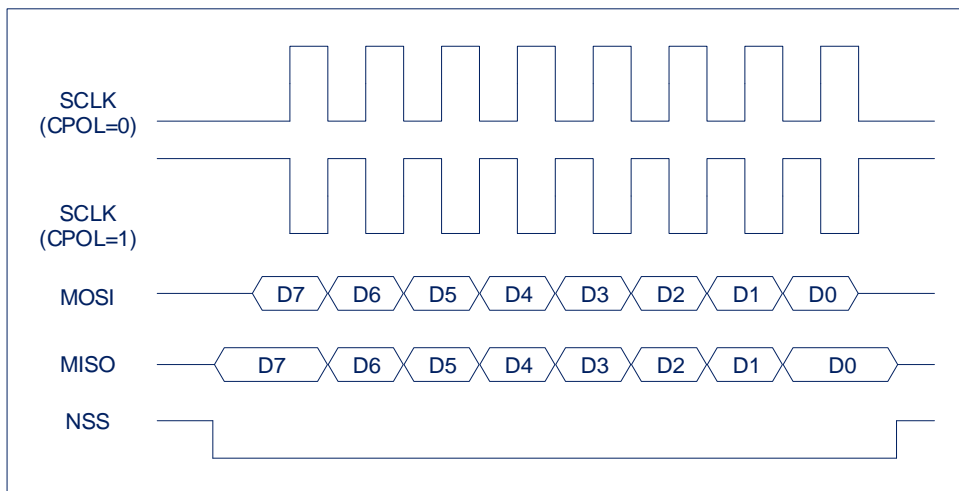 SCLK
(CPOL=0)
SCLK
(CPOL=1)
MOSI D7 D6 D5 D4 D3 D2 D1 D0
MISO D7 D6 D5 D4 D3 D2 D1 D0
NSS